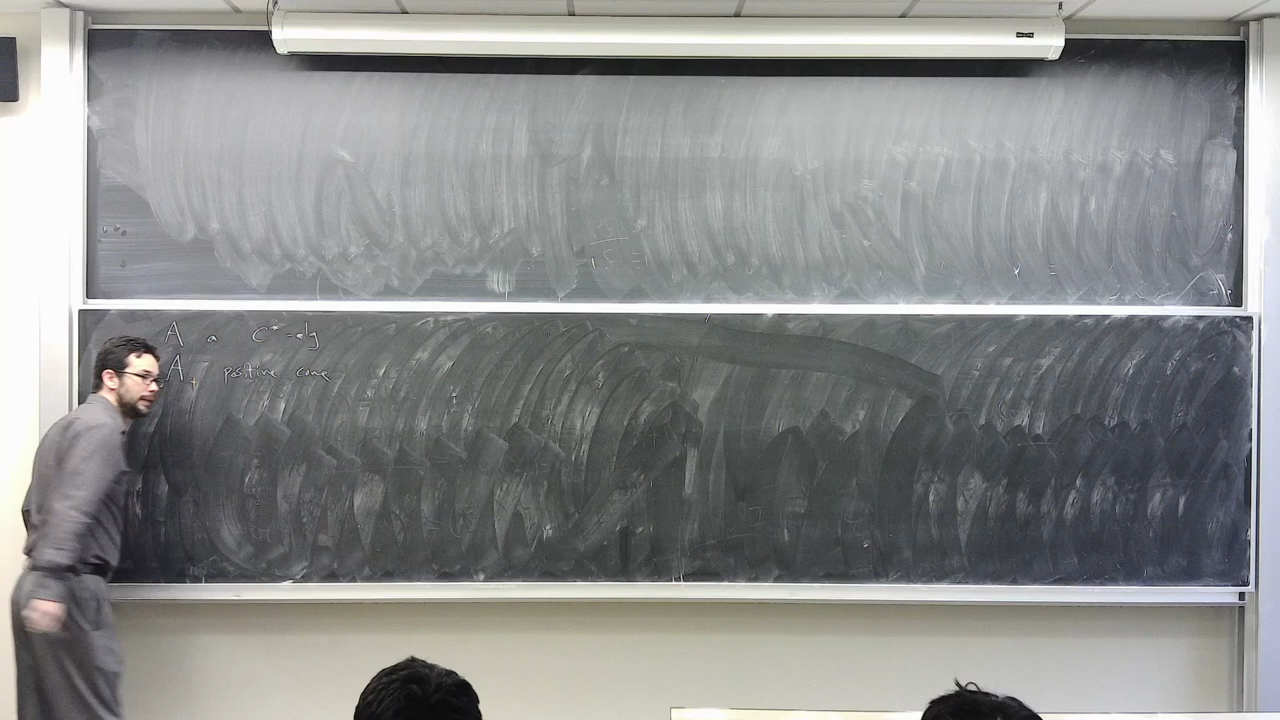 A a C*-alg
A₊ positive cone